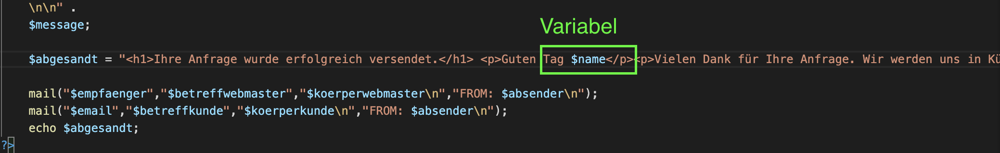 \n\n" .
$message;
Variabel
$abgesandt = "<h1>Ihre Anfrage wurde erfolgreich versendet.</h1> <p>Guten Tag $name</p><p>Vielen Dank für Ihre Anfrage. Wir werden uns in Kü
mail("$empfaenger","$betreffwebmaster","$koerperwebmaster\n","FROM: $absender\n");
mail("$email","$betreffkunde","$koerperkunde\n","FROM: $absender\n");
echo $abgesandt;
?>